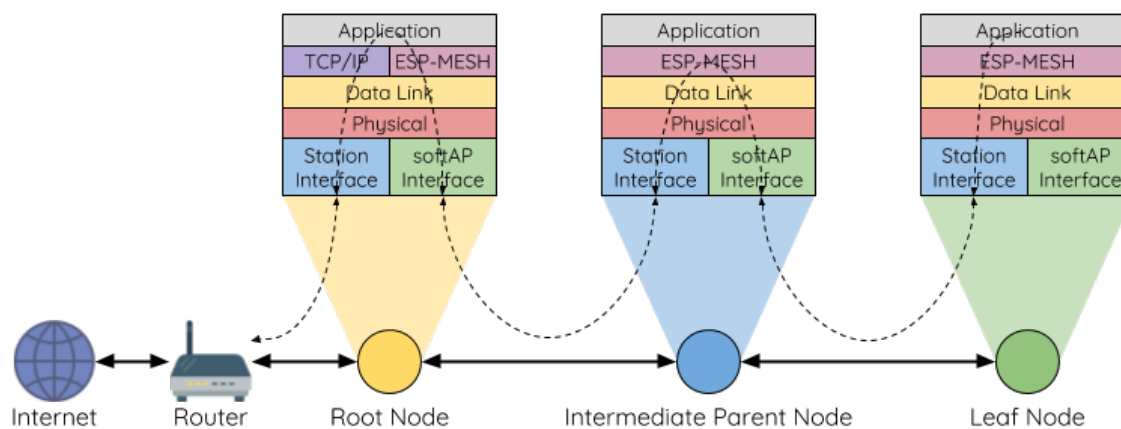 Application
TCP/IP
ESP-MESH
Data Link
Physical
Station
Interface
softAP
Interface
Application
ESP-MESH
Data Link
Physical
Station
Interface
softAP
Interface
Application
ESP-MESH
Data Link
Physical
Station
Interface
softAP
Interface
Internet
Router
Root Node
Intermediate Parent Node
Leaf Node